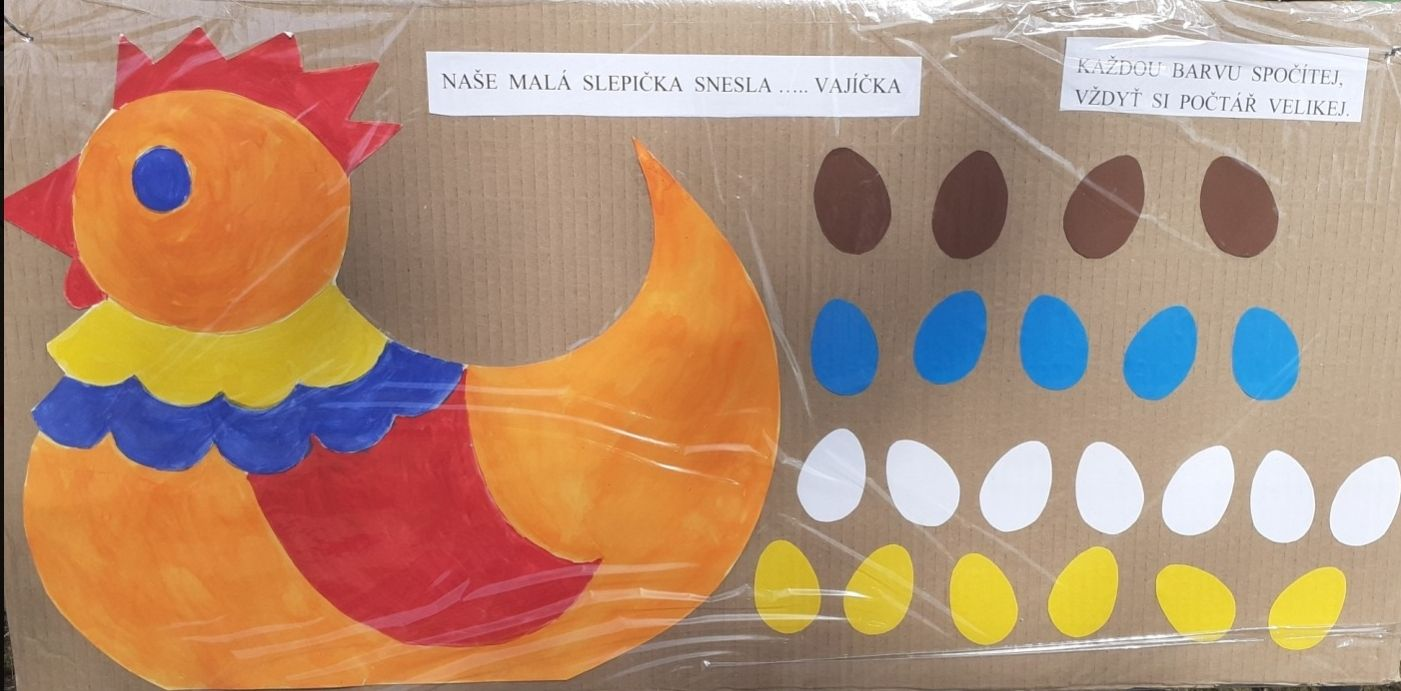 NAŠE MALÁ SLEPIČKA SNESLA ..... VAJÍČKA
KAŽDOU BARVU SPOČÍTEJ,
VŽDYŤ SI POČTÁŘ VELIKEJ.